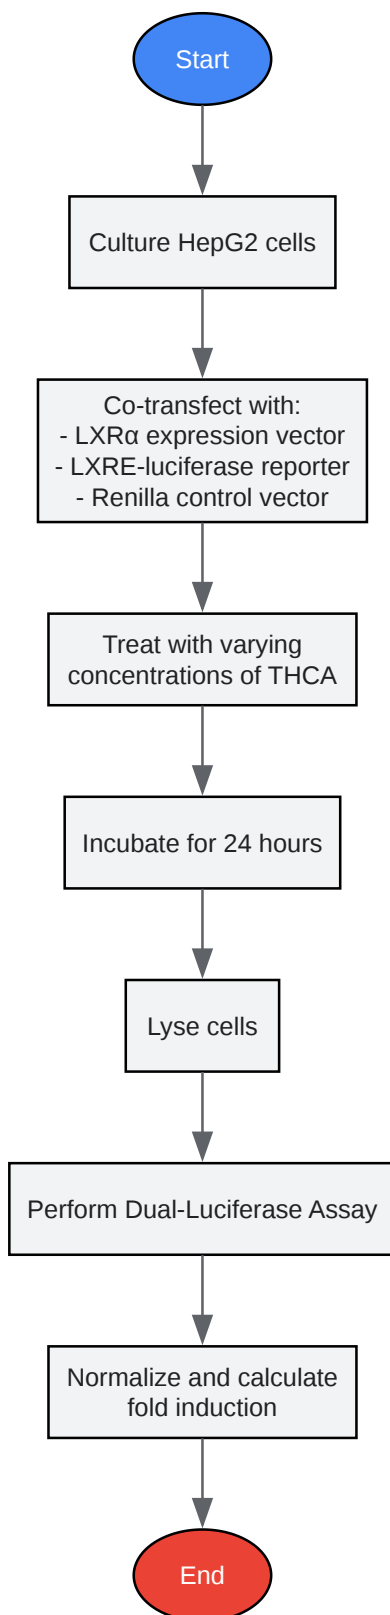 Start
Culture HepG2 cells
Co-transfect with:
- LXRα expression vector
- LXRE-luciferase reporter
- Renilla control vector
Treat with varying
concentrations of THCA
Incubate for 24 hours
Lyse cells
Perform Dual-Luciferase Assay
Normalize and calculate
fold induction
End